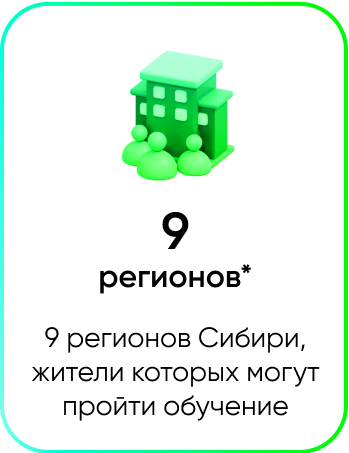 9
регионов*
9 регионов Сибири,
жители которых могут
пройти обучение